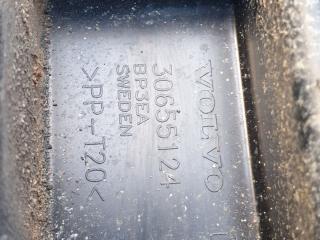 VOLVO
30655124
BP3EA
SWEDEN
>PP-T20<